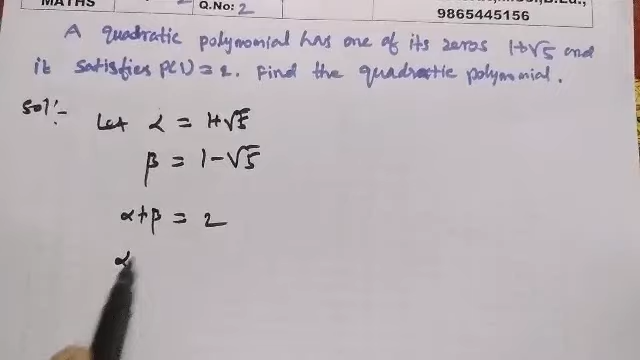 MATHS
Q.No: 2
9865445156
A quadratic polynomial has one of its zeros 1+√5 and
it satisfies P(1) = 2. Find the quadratic polynomial.
Sol:-
Let α = 1+√5
β = 1-√5
α+β = 2
α